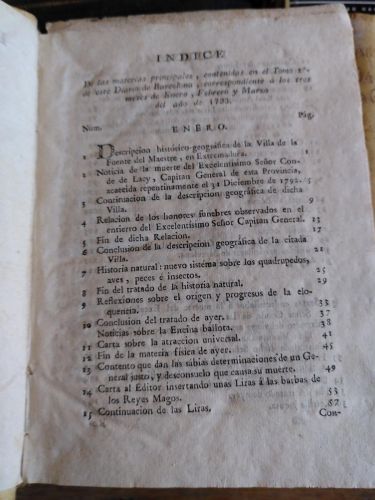 INDECE
De las materias principales, contenidas en el Tomo
de este Diario de Barcelona, correspondiente à los tres
meses de Enero, Febrero y Marzo
del año de 1793.
Núm. ENERO. Pág.
1 Descripcion histórico-geográfica de la Villa de la
Fuente del Maestre, en Extremadura.
2 Noticia de la muerte del Excelentísimo Señor Con-
de de Lacy, Capitan General de esta Provincia,
acaecida repentinamente el 31 Diciembre de 1792. 5
3 Continuacion de la descripcion geográfica de dicha
Villa. 9
4 Relacion de los honores fúnebres observados en el
entierro del Excelentísimo Señor Capitan General. 13
5 Fin de dicha Relacion. 17
6 Conclusion de la descripcion geográfica de la citada
Villa. 21
7 Historia natural: nuevo sistema sobre los quadrupedos,
aves, peces è insectos. 25
8 Fin del tratado de la historia natural. 29
9 Reflexiones sobre el origen y progresos de la elo-
quencia. 33
10 Conclusion del tratado de ayer. 37
Noticias sobre la Encina ballota. 38
11 Carta sobre la atraccion universal. 41
12 Fin de la materia física de ayer. 45
13 Contento que dan las sábias determinaciones de un Ge-
neral justo, y desconsuelo que causa su muerte. 49
14 Carta al Editor insertando unas Liras á las barbas de
los Reyes Magos. 53
15 Continuacion de las Liras. 57
Con-